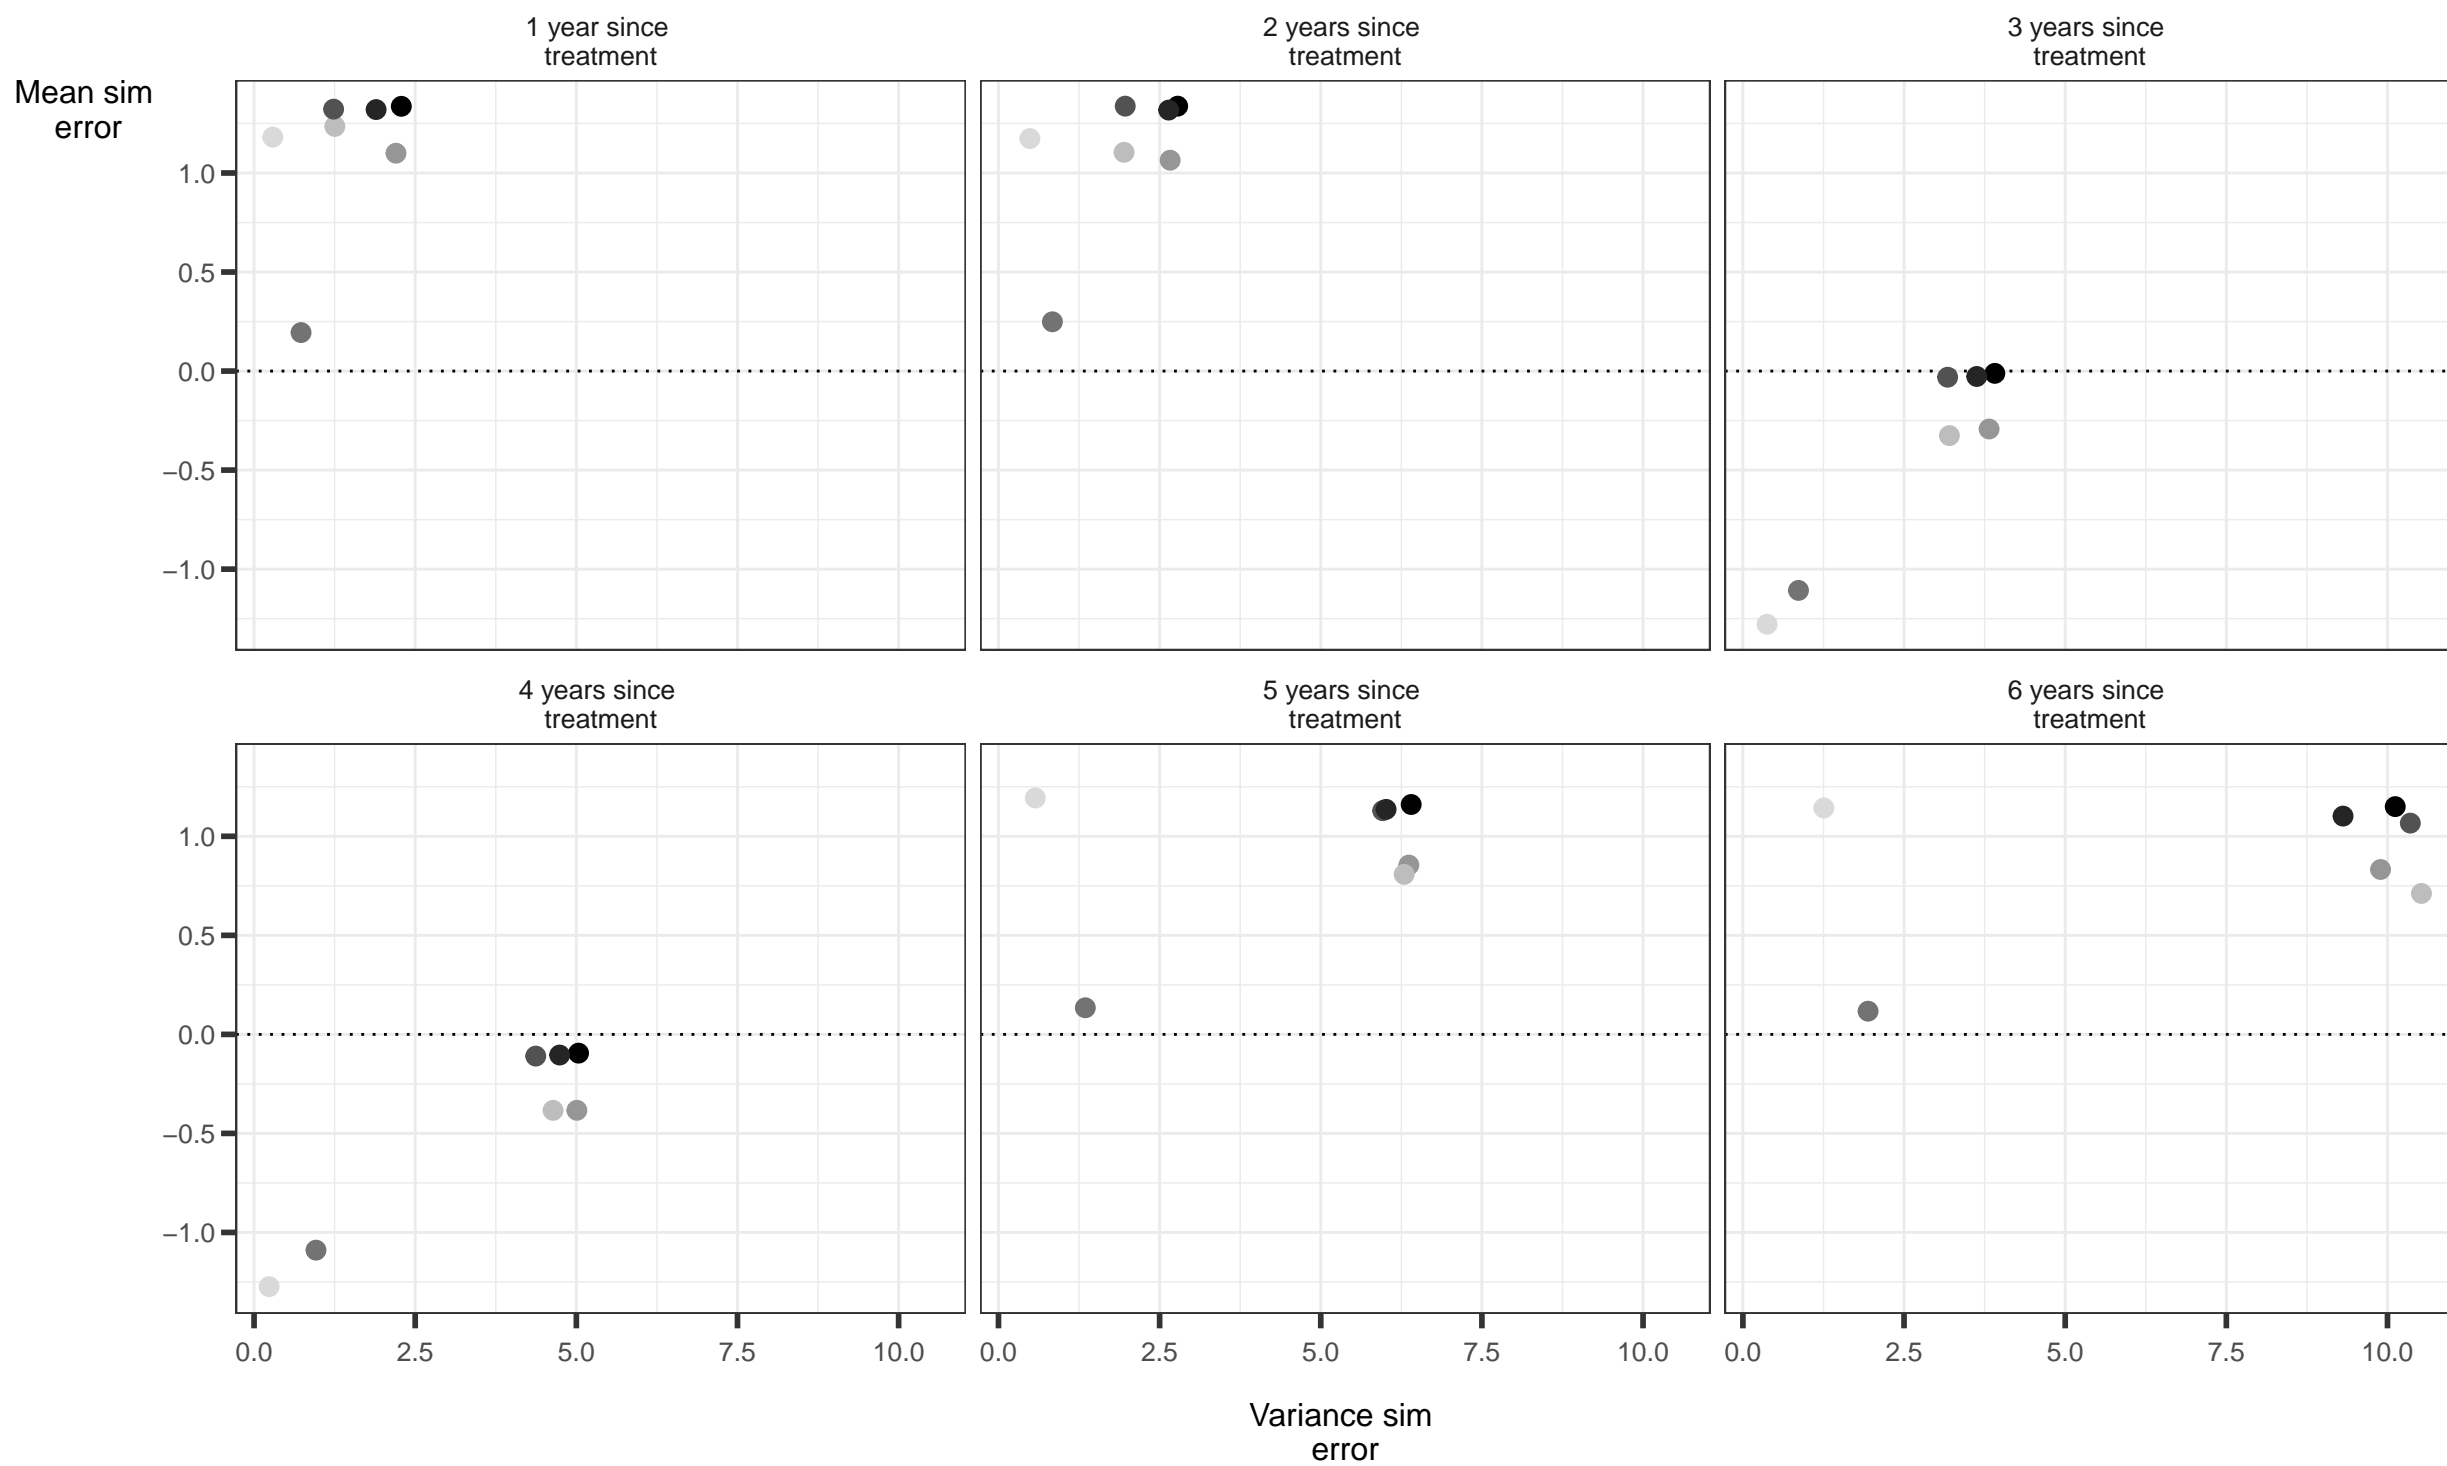 1 year since
treatment
2 years since
treatment
3 years since
treatment
Mean sim
error
1.0
0.5
0.0
−0.5
−1.0
4 years since
treatment
5 years since
treatment
6 years since
treatment
1.0
0.5
0.0
−0.5
−1.0
0.0 2.5 5.0 7.5 10.0
0.0 2.5 5.0 7.5 10.0
0.0 2.5 5.0 7.5 10.0
Variance sim
error